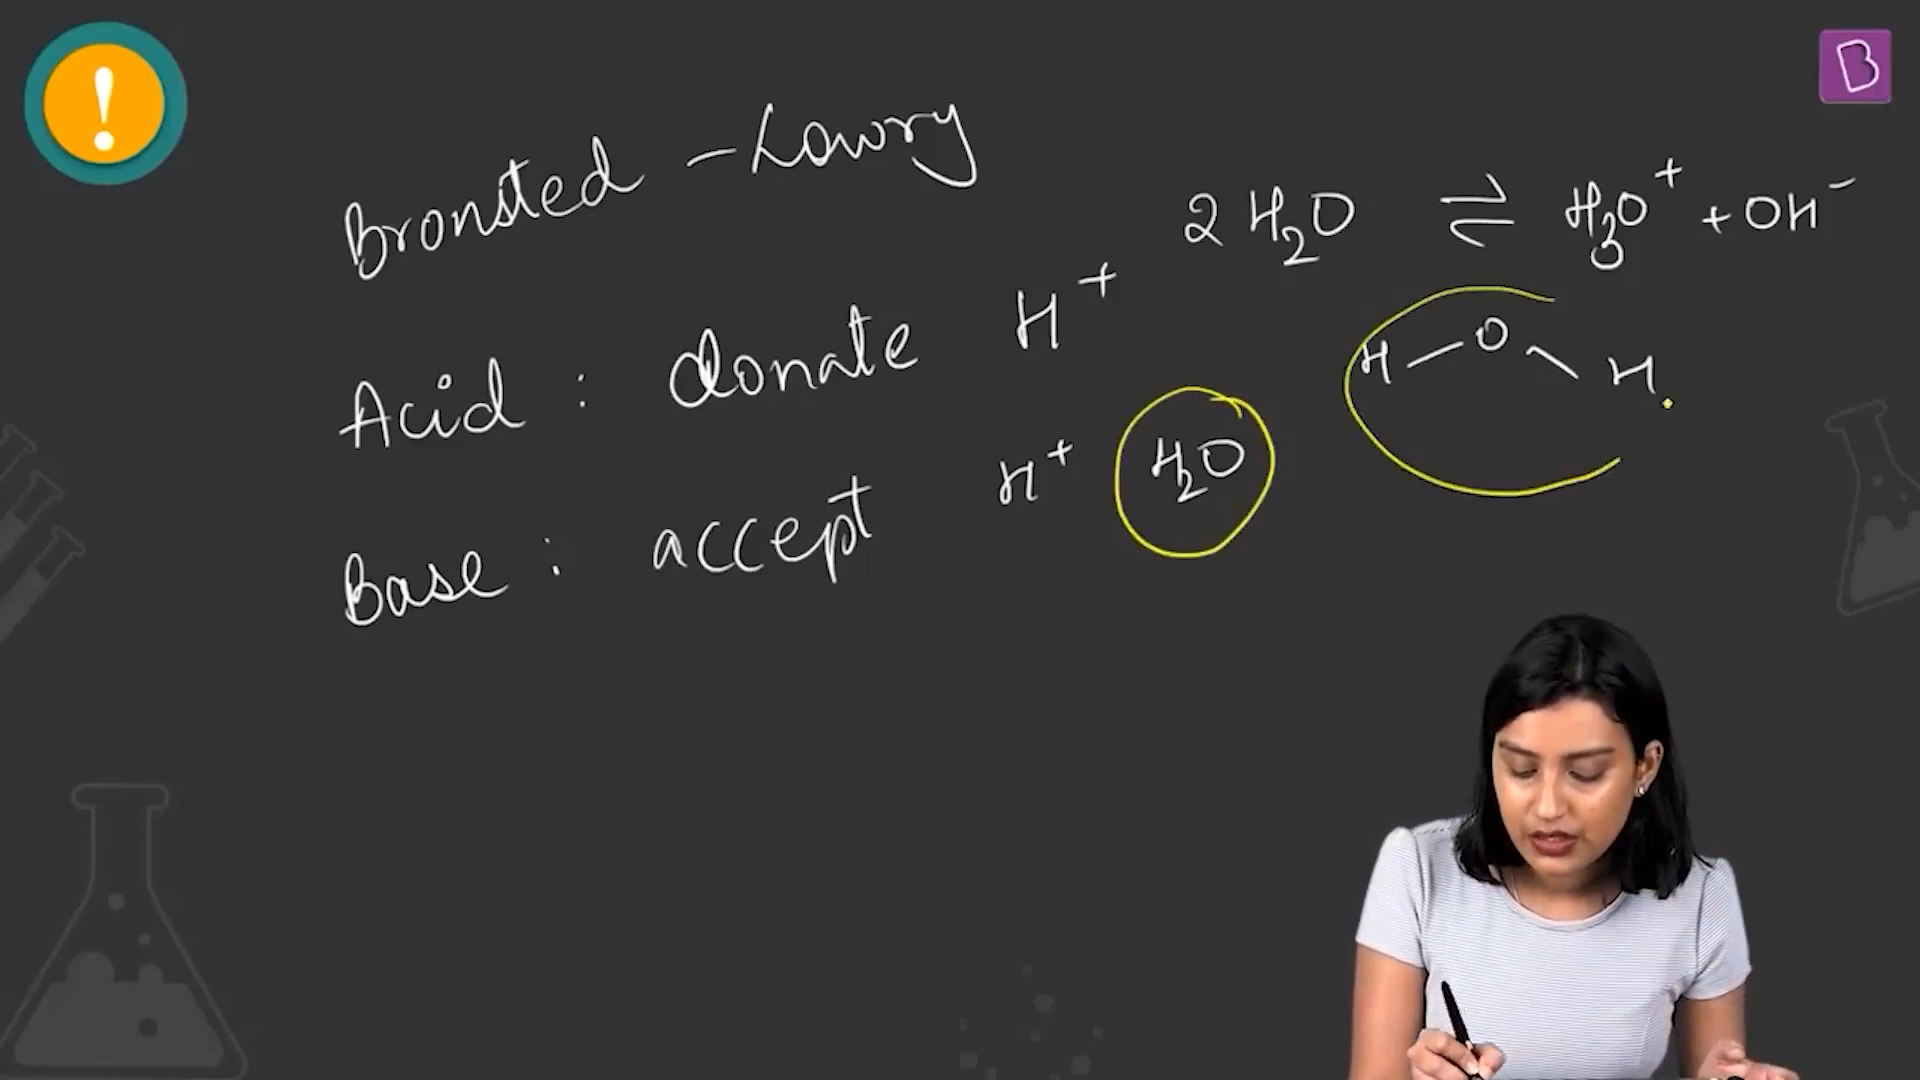 !
B
Bronsted - Lowry
2 H₂O ⇌ H₃O⁺ + OH⁻
Acid : donate H⁺
H - O - H
Base : accept H⁺
H₂O